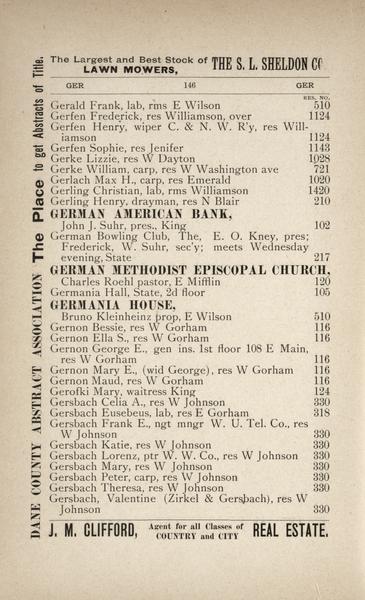 The Largest and Best Stock of
LAWN MOWERS,
THE S. L. SHELDON CO
GER 146 GER
RES. NO.
Gerald Frank, lab, rms E Wilson 510
Gerfen Frederick, res Williamson, over 1124
Gerfen Henry, wiper C. & N. W. R'y, res Will-
iamson 1124
Gerfen Sophie, res Jenifer 1143
Gerke Lizzie, res W Dayton 1028
Gerke William, carp, res W Washington ave 721
Gerlach Max H., carp, res Emerald 1020
Gerling Christian, lab, rms Williamson 1420
Gerling Henry, drayman, res N Blair 210
GERMAN AMERICAN BANK,
John J. Suhr, pres., King 102
German Bowling Club, The, E. O. Kney, pres;
Frederick, W. Suhr, sec'y; meets Wednesday
evening, State 217
GERMAN METHODIST EPISCOPAL CHURCH,
Charles Roehl pastor, E Mifflin 120
Germania Hall, State, 2d floor 105
GERMANIA HOUSE,
Bruno Kleinheinz prop, E Wilson 510
Gernon Bessie, res W Gorham 116
Gernon Ella S., res W Gorham 116
Gernon George E., gen ins. 1st floor 108 E Main,
res W Gorham 116
Gernon Mary E., (wid George), res W Gorham 116
Gernon Maud, res W Gorham 116
Gerofki Mary, waitress King 124
Gersbach Celia A., res W Johnson 330
Gersbach Eusebeus, lab, res E Gorham 318
Gersbach Frank E., ngt mngr W. U. Tel. Co., res
W Johnson 330
Gersbach Katie, res W Johnson 330
Gersbach Lorenz, ptr W. W. Co., res W Johnson 330
Gersbach Mary, res W Johnson 330
Gersbach Peter, carp, res W Johnson 330
Gersbach Theresa, res W Johnson 330
Gersbach, Valentine (Zirkel & Gersbach), res W
Johnson 330
DANE COUNTY ABSTRACT ASSOCIATION The Place to get Abstracts of Title.
J. M. CLIFFORD,
Agent for all Classes of
COUNTRY and CITY
REAL ESTATE.